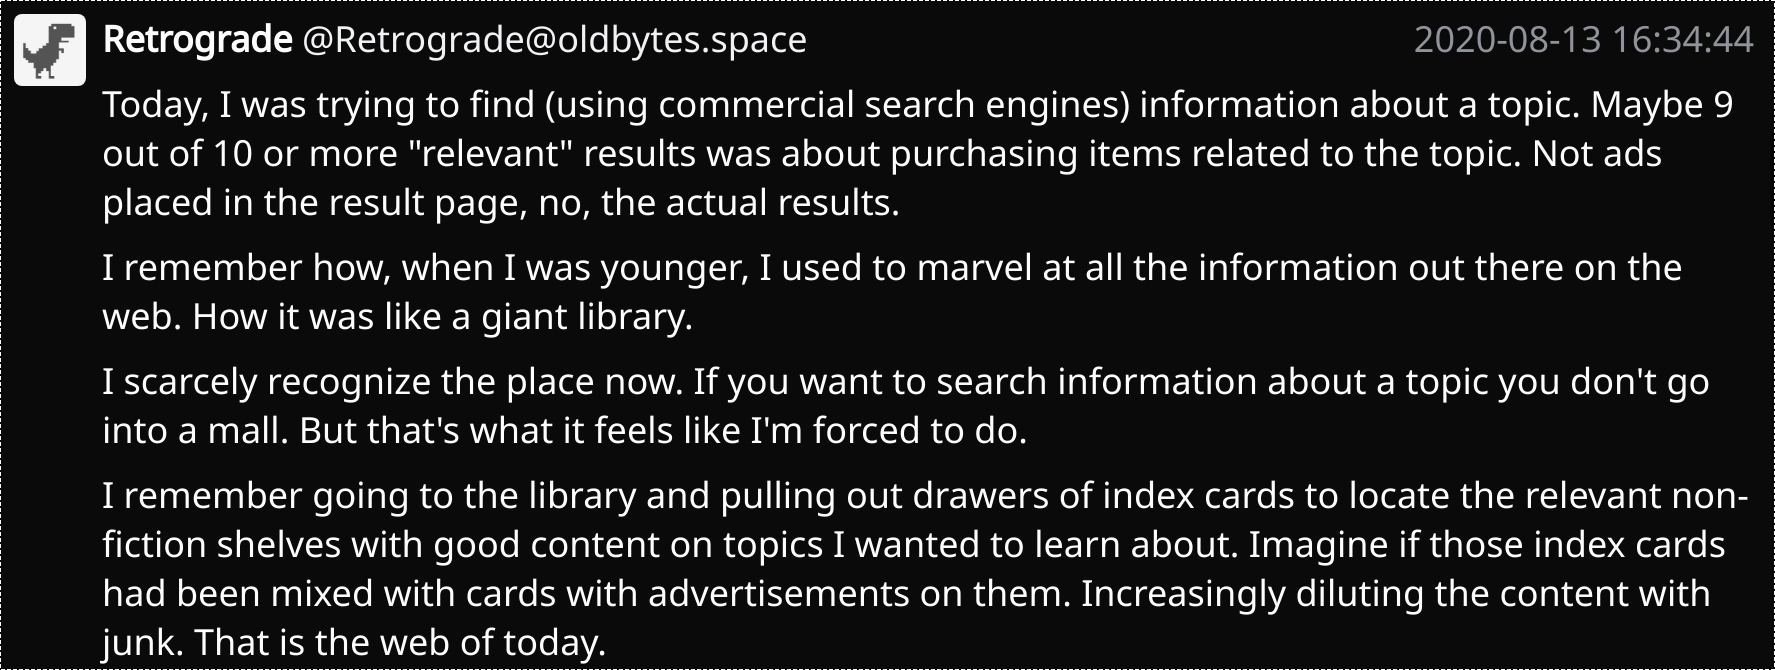 Retrograde @Retrograde@oldbytes.space 2020-08-13 16:34:44
Today, I was trying to find (using commercial search engines) information about a topic. Maybe 9
out of 10 or more "relevant" results was about purchasing items related to the topic. Not ads
placed in the result page, no, the actual results.
I remember how, when I was younger, I used to marvel at all the information out there on the
web. How it was like a giant library.
I scarcely recognize the place now. If you want to search information about a topic you don't go
into a mall. But that's what it feels like I'm forced to do.
I remember going to the library and pulling out drawers of index cards to locate the relevant non-
fiction shelves with good content on topics I wanted to learn about. Imagine if those index cards
had been mixed with cards with advertisements on them. Increasingly diluting the content with
junk. That is the web of today.